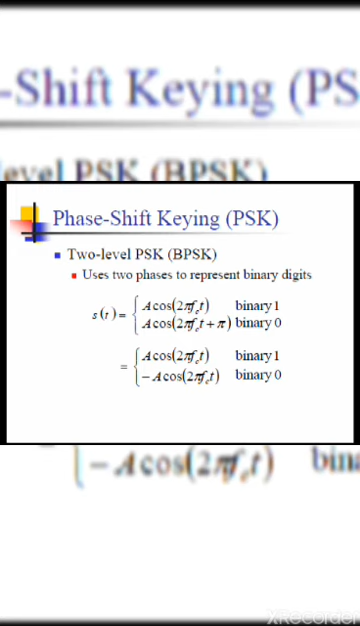 -Shift Keying (PS
level PSK (BPSK)
Phase-Shift Keying (PSK)
Two-level PSK (BPSK)
Uses two phases to represent binary digits
s(t) = { A cos(2πf_c t) binary 1
A cos(2πf_c t + π) binary 0
= { A cos(2πf_c t) binary 1
−A cos(2πf_c t) binary 0
− A cos(2πf_c t) bina
XRecorder